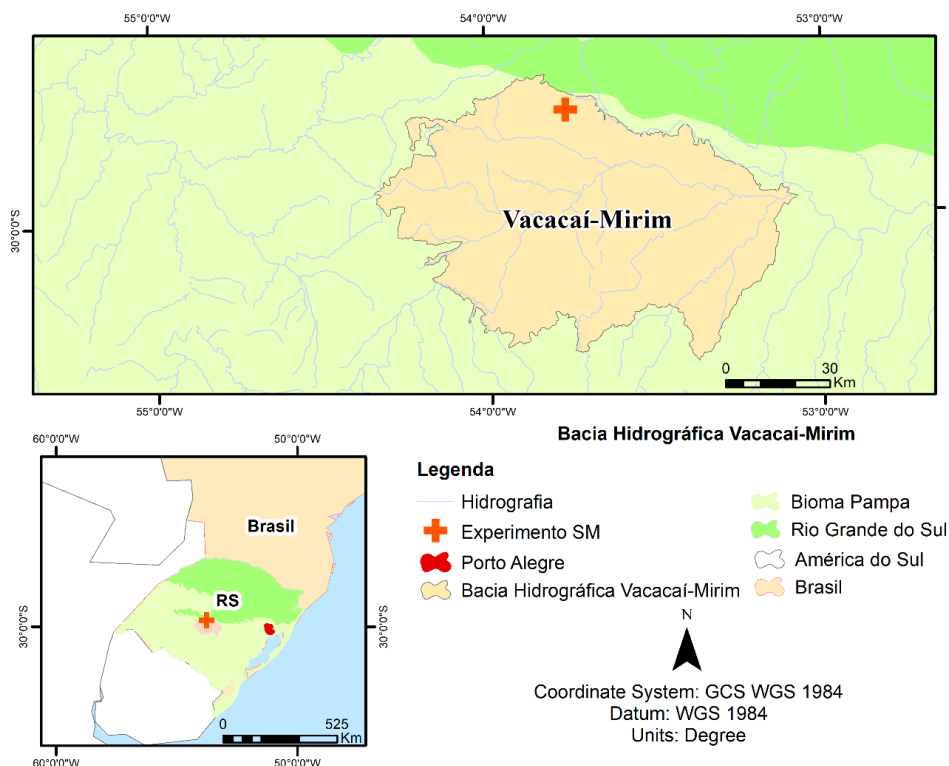 55°0'0"W 54°0'0"W 53°0'0"W
Vacacaí-Mirim
30°0'0"S
0 30
Km
55°0'0"W 54°0'0"W 53°0'0"W
Bacia Hidrográfica Vacacaí-Mirim
60°0'0"W 50°0'0"W
Brasil
RS
30°0'0"S
0 525
Km
60°0'0"W 50°0'0"W
Legenda
Hidrografia
Experimento SM
Porto Alegre
Bacia Hidrográfica Vacacaí-Mirim
Bioma Pampa
Rio Grande do Sul
América do Sul
Brasil
N
Coordinate System: GCS WGS 1984
Datum: WGS 1984
Units: Degree